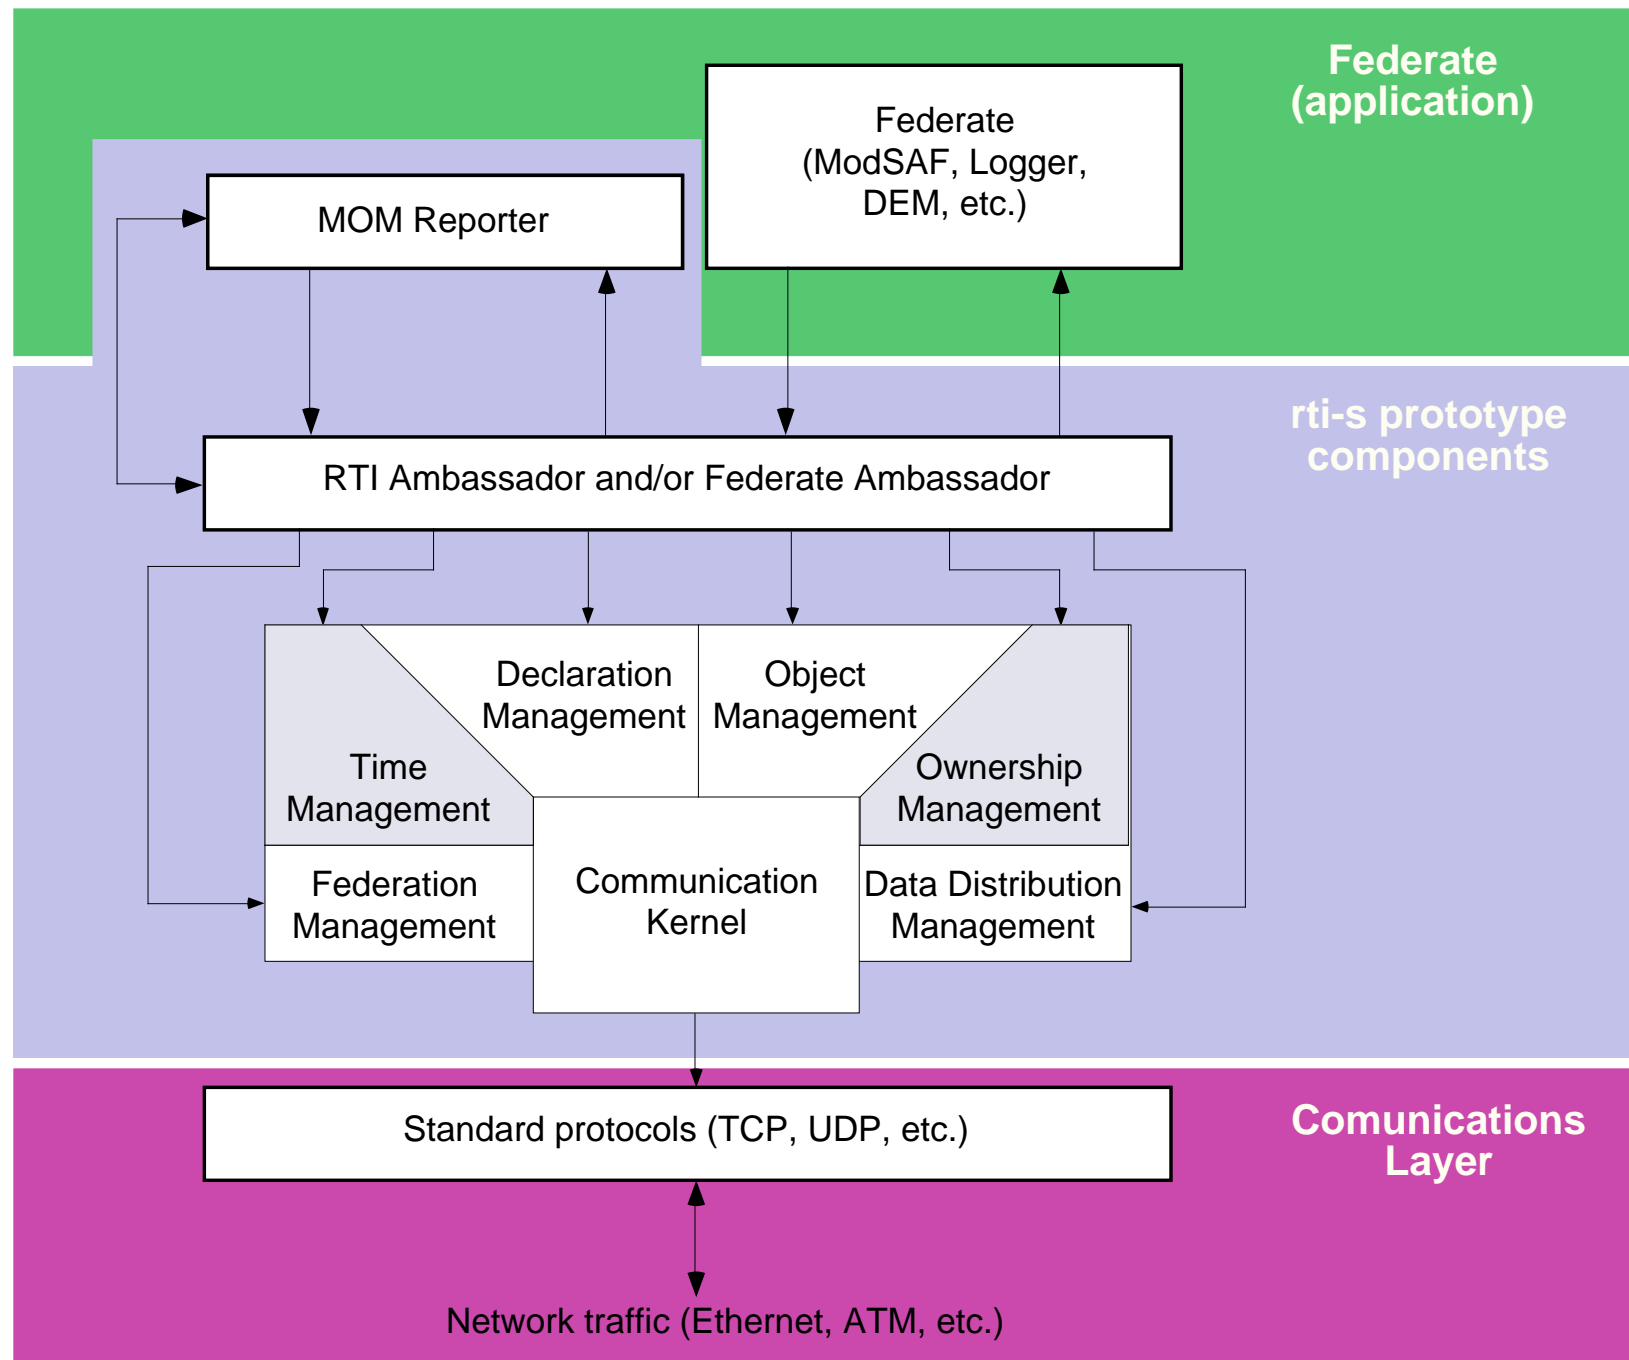 Federate
(application)
Federate
(ModSAF, Logger,
DEM, etc.)
MOM Reporter
rti-s prototype
components
RTI Ambassador and/or Federate Ambassador
Declaration
Management
Object
Management
Time
Management
Ownership
Management
Federation
Management
Communication
Kernel
Data Distribution
Management
Standard protocols (TCP, UDP, etc.)
Comunications
Layer
Network traffic (Ethernet, ATM, etc.)